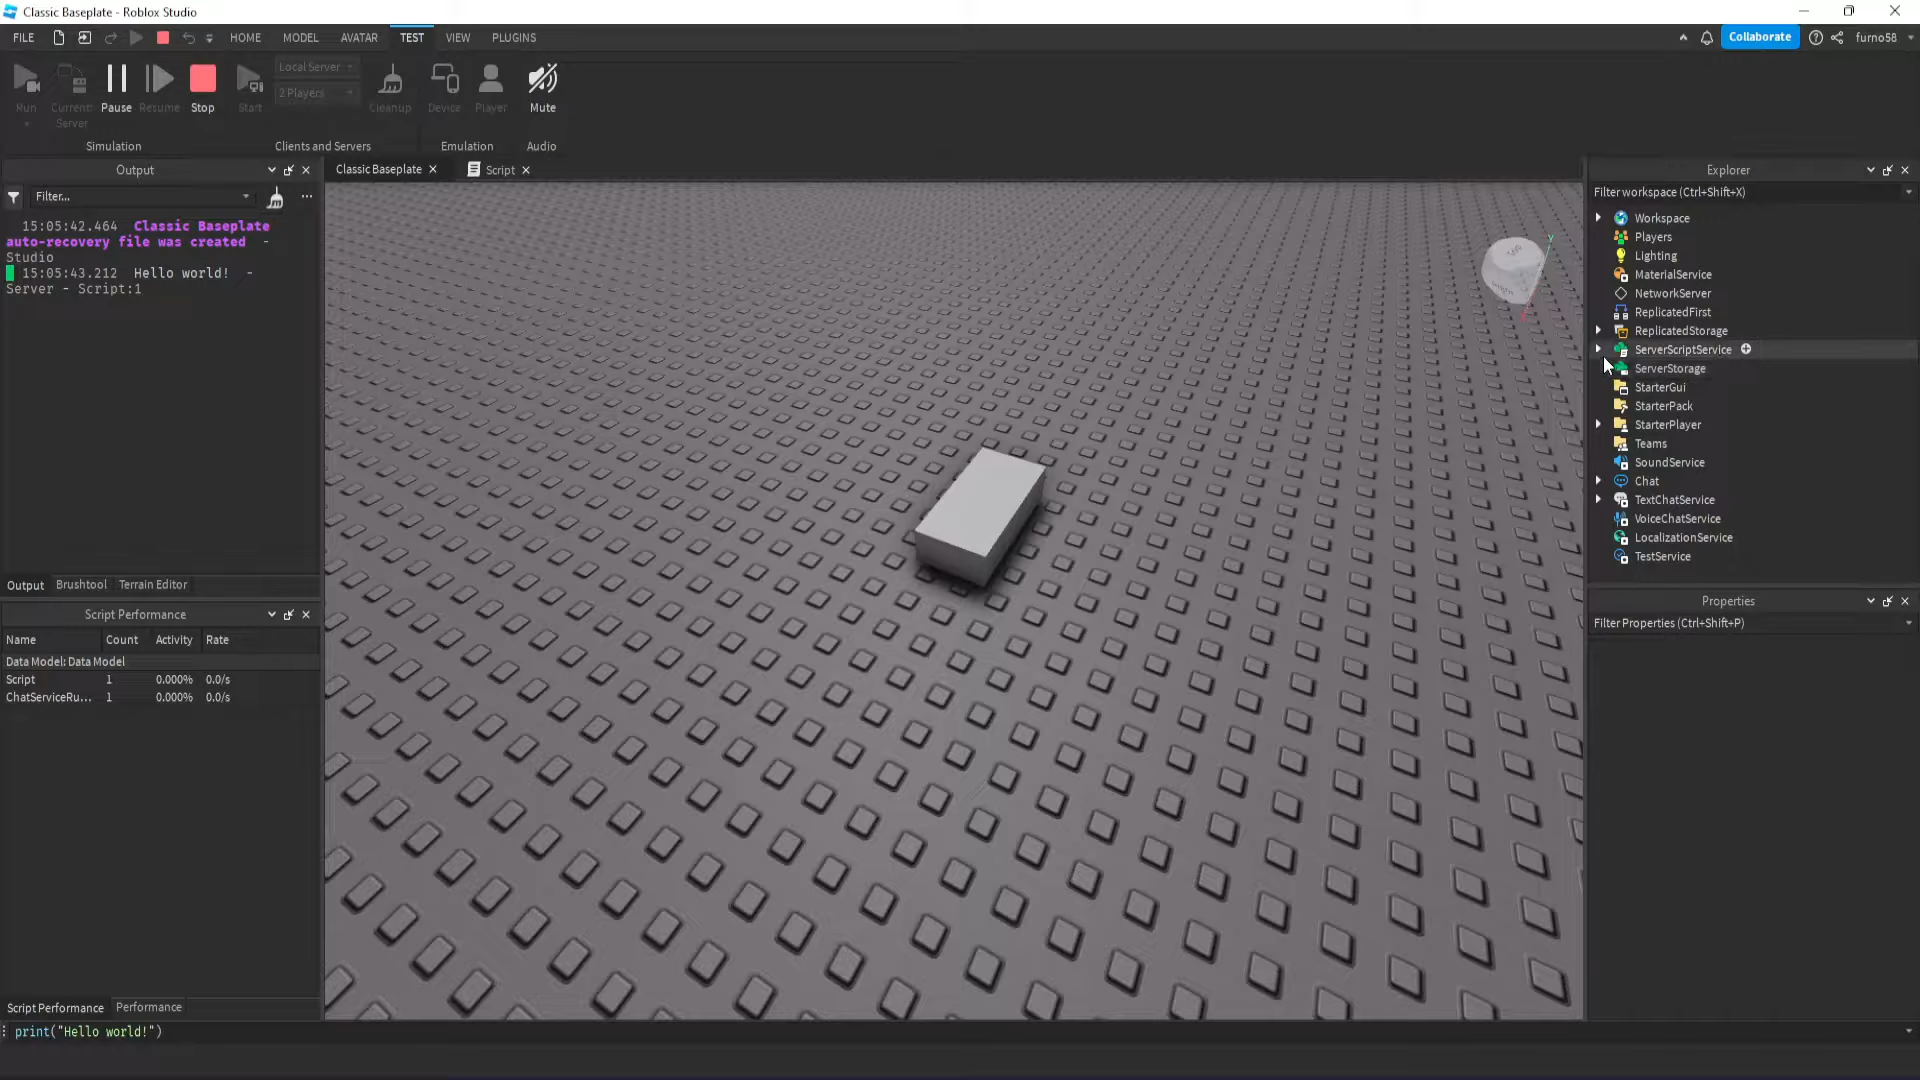 Classic Baseplate - Roblox Studio
FILE HOME MODEL AVATAR TEST VIEW PLUGINS Collaborate furno58
Run Current Server Pause Resume Stop Start Local Server 2 Players Cleanup Device Player Mute
Simulation Clients and Servers Emulation Audio
Output
Filter...
15:05:42.464 Classic Baseplate
auto-recovery file was created -
Studio
15:05:43.212 Hello world! -
Server - Script:1
Output Brushtool Terrain Editor
Script Performance
Name Count Activity Rate
Data Model: Data Model
Script 1 0.000% 0.0/s
ChatServiceRu... 1 0.000% 0.0/s
Script Performance Performance
print("Hello world!")
Classic Baseplate Script
Explorer
Filter workspace (Ctrl+Shift+X)
Workspace
Players
Lighting
MaterialService
NetworkServer
ReplicatedFirst
ReplicatedStorage
ServerScriptService
ServerStorage
StarterGui
StarterPack
StarterPlayer
Teams
SoundService
Chat
TextChatService
VoiceChatService
LocalizationService
TestService
Properties
Filter Properties (Ctrl+Shift+P)